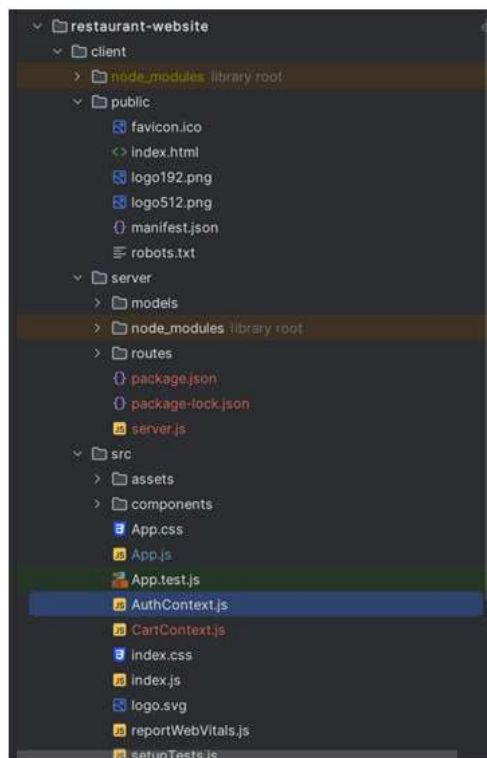 restaurant-website
client
node_modules library root
public
favicon.ico
index.html
logo192.png
logo512.png
manifest.json
robots.txt
server
models
node_modules library root
routes
package.json
package-lock.json
server.js
src
assets
components
App.css
App.js
App.test.js
AuthContext.js
CartContext.js
index.css
index.js
logo.svg
reportWebVitals.js
setupTests.js